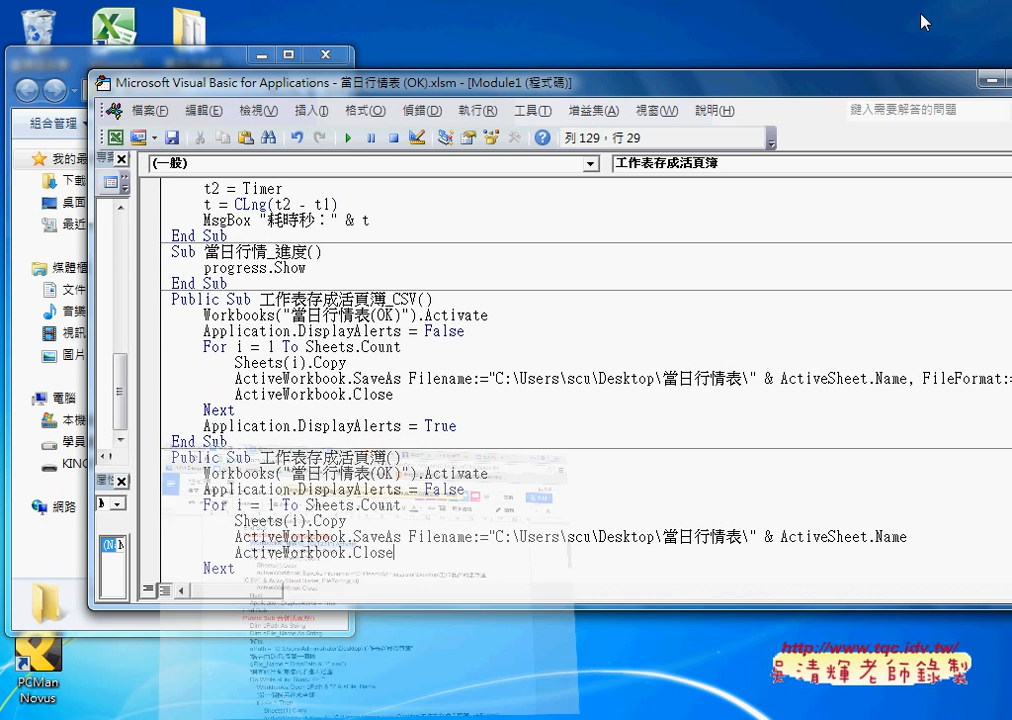 Microsoft Visual Basic for Applications - 當日行情表 (OK).xlsm - [Module1 (程式碼)]
檔案(F) 編輯(E) 檢視(V) 插入(I) 格式(O) 偵錯(D) 執行(R) 工具(T) 增益集(A) 視窗(W) 說明(H)
鍵入需要解答的問題
列 129，行 29
(一般)
工作表存成活頁簿
組合管理
我的最
下載
桌面
最近
媒體櫃
文件
音樂
視訊
圖片
電腦
本機
學員
KING
網路
t2 = Timer
t = CLng(t2 - t1)
MsgBox "耗時秒：" & t
End Sub
Sub 當日行情_進度()
progress.Show
End Sub
Public Sub 工作表存成活頁簿_CSV()
Workbooks("當日行情表(OK)").Activate
Application.DisplayAlerts = False
For i = 1 To Sheets.Count
Sheets(i).Copy
ActiveWorkbook.SaveAs Filename:="C:\Users\scu\Desktop\當日行情表\" & ActiveSheet.Name, FileFormat:=
ActiveWorkbook.Close
Next
Application.DisplayAlerts = True
End Sub
Public Sub 工作表存成活頁簿()
Workbooks("當日行情表(OK)").Activate
Application.DisplayAlerts = False
For i = 1 To Sheets.Count
Sheets(i).Copy
ActiveWorkbook.SaveAs Filename:="C:\Users\scu\Desktop\當日行情表\" & ActiveSheet.Name
ActiveWorkbook.Close
Next
PCMan
Novus
http://www.tqc.idv.tw/
吳清輝老師錄製